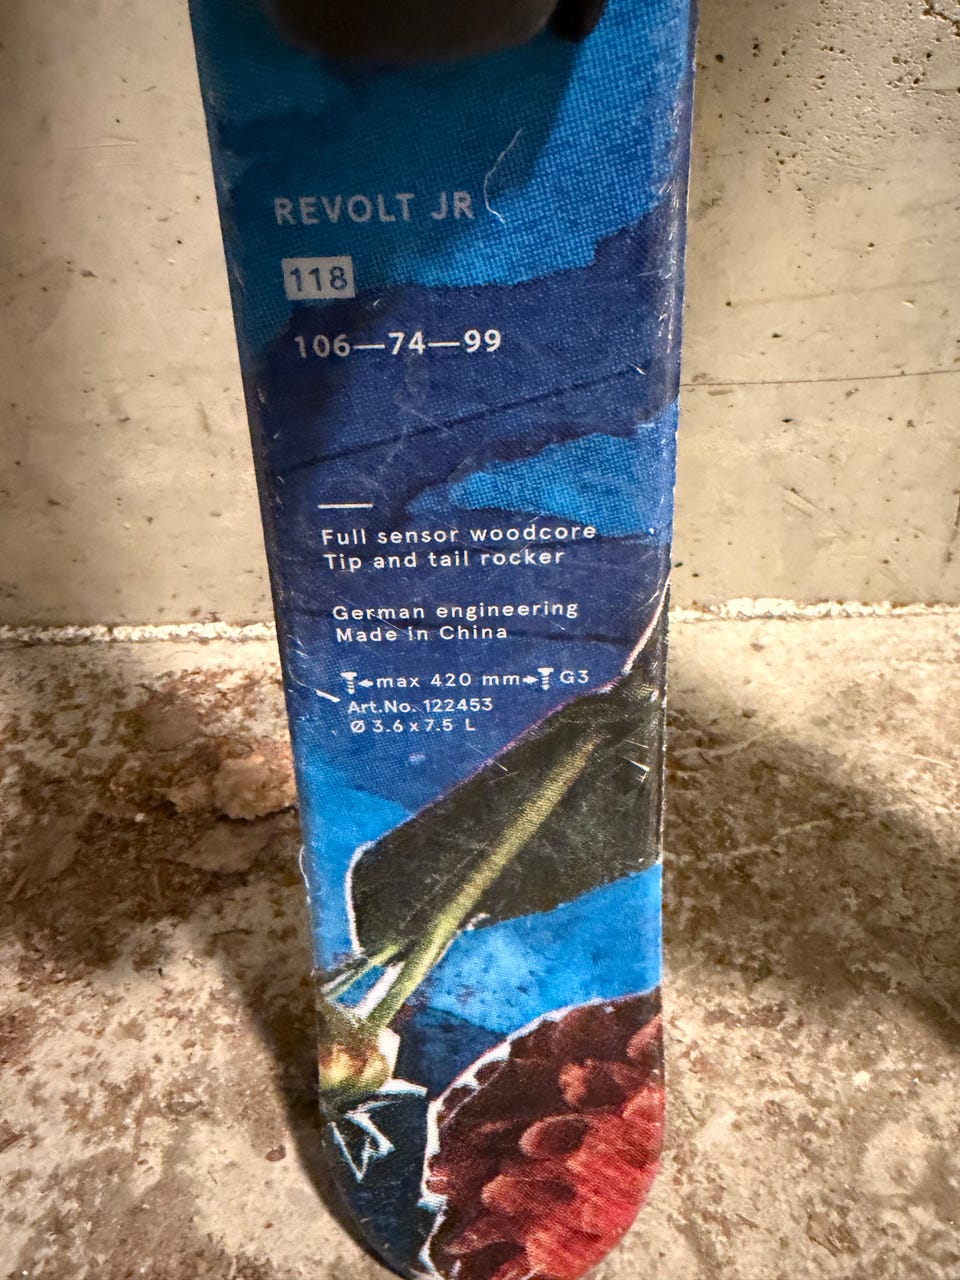 REVOLT JR
118
106—74—99
Full sensor woodcore
Tip and tail rocker
German engineering
Made in China
max 420 mm G3
Art.No. 122453
Ø 3.6 x 7.5 L